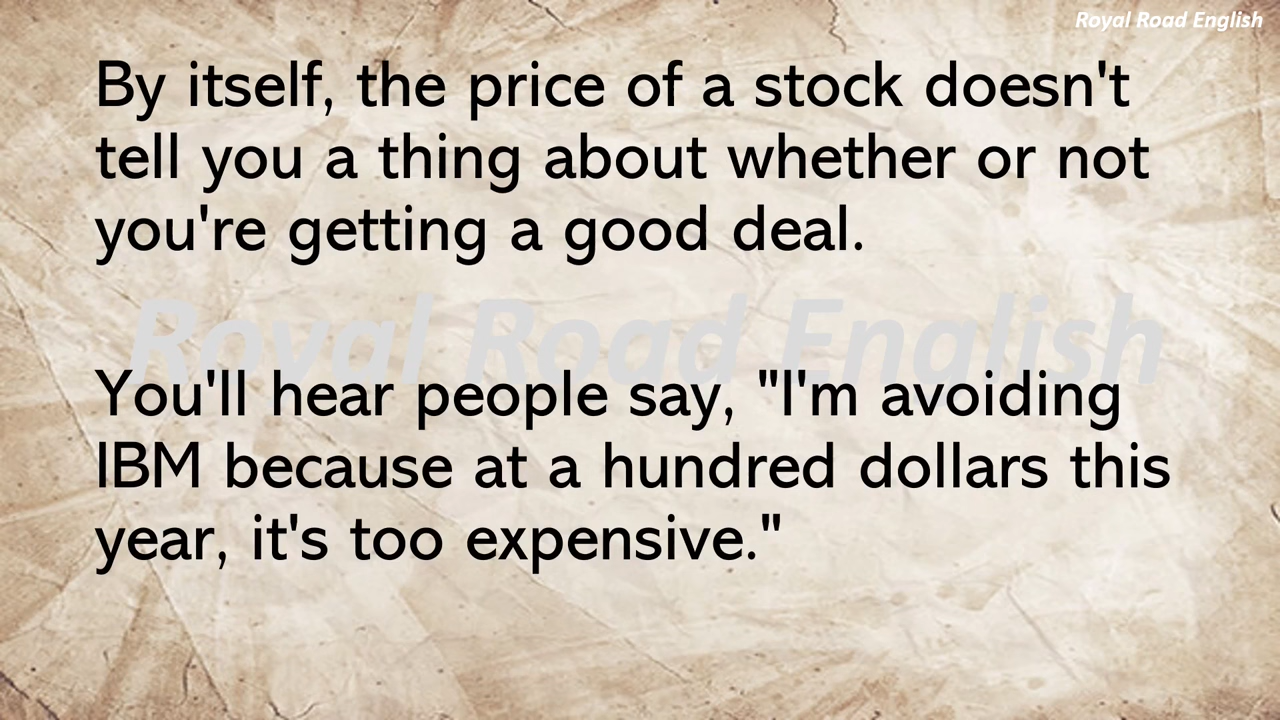 Royal Road English
By itself, the price of a stock doesn't
tell you a thing about whether or not
you're getting a good deal.
Royal Road English
You'll hear people say, "I'm avoiding
IBM because at a hundred dollars this
year, it's too expensive."